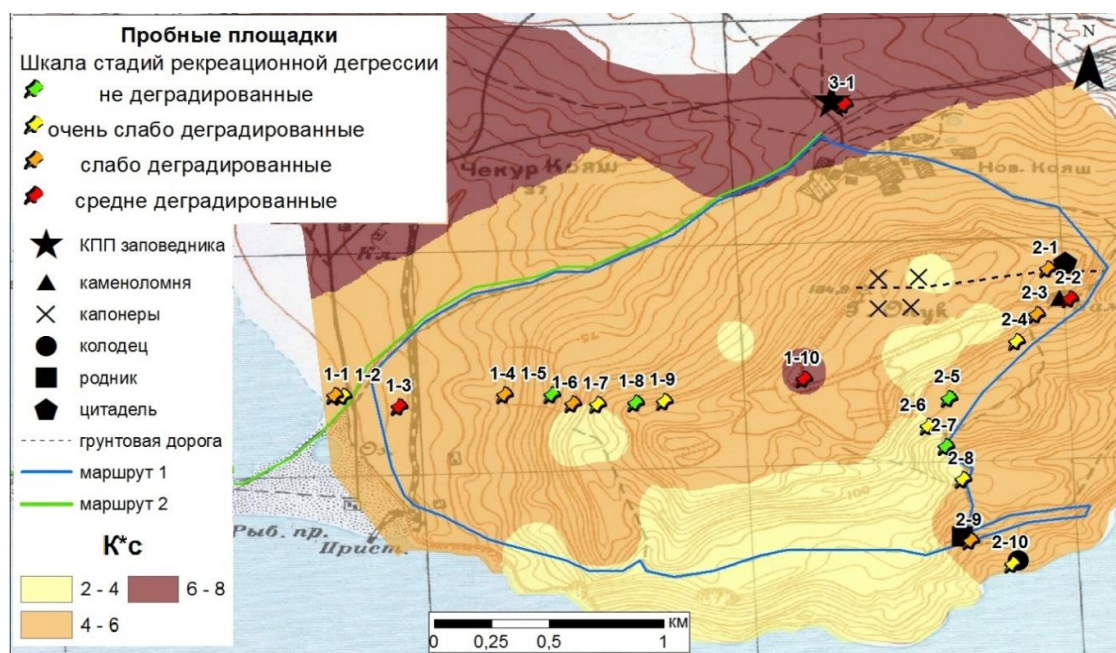 Пробные площадки
Шкала стадий рекреационной дегрессии
не деградированные
очень слабо деградированные
слабо деградированные
средне деградированные
КПП заповедника
каменоломня
капонеры
колодец
родник
цитадель
грунтовая дорога
маршрут 1
маршрут 2
К*с
2 - 4
6 - 8
4 - 6
N
3-1
Чекур Кояш
37
Нов. Кояш
Кл.
2-1
2-2
2-3
2-4
1-1
1-2
1-3
1-4
1-5
1-6
1-7
1-8
1-9
1-10
2-5
2-6
2-7
2-8
2-9
2-10
Оз.
100
Рыб. пр.
Прист.
км
0
0,25
0,5
1